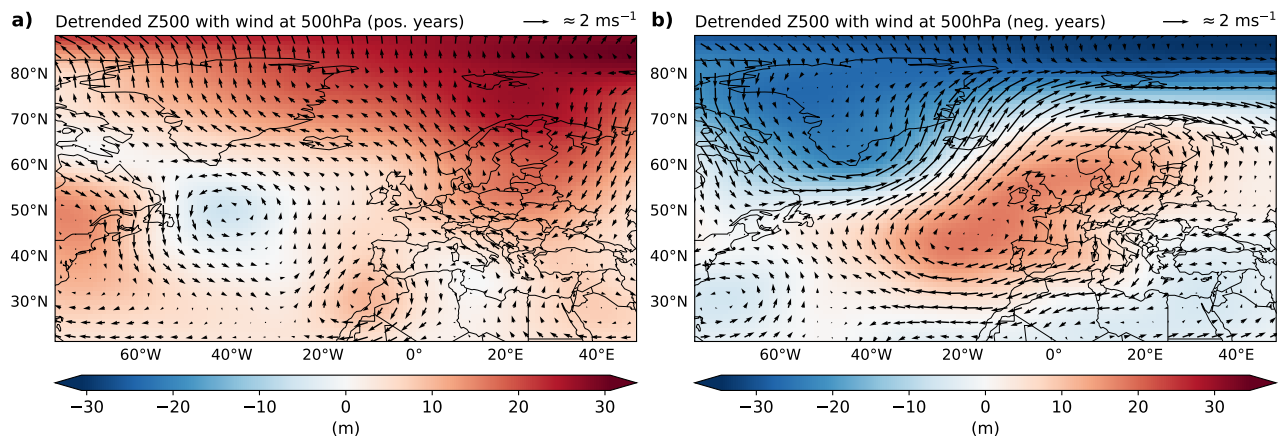 a) Detrended Z500 with wind at 500hPa (pos. years) ≈ 2 ms⁻¹
80°N
70°N
60°N
50°N
40°N
30°N
60°W 40°W 20°W 0° 20°E 40°E
−30 −20 −10 0 10 20 30
(m)
b) Detrended Z500 with wind at 500hPa (neg. years) ≈ 2 ms⁻¹
80°N
70°N
60°N
50°N
40°N
30°N
60°W 40°W 20°W 0° 20°E 40°E
−30 −20 −10 0 10 20 30
(m)